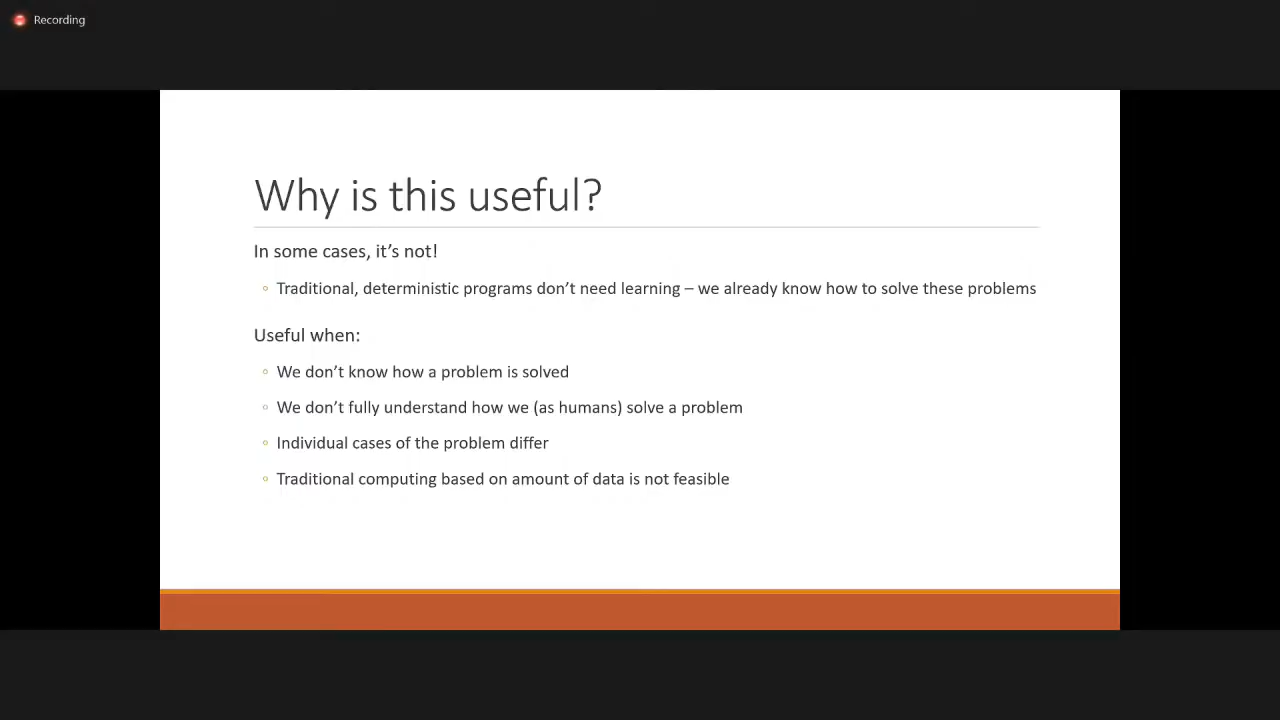 Recording
Why is this useful?
In some cases, it’s not!
◦ Traditional, deterministic programs don’t need learning – we already know how to solve these problems
Useful when:
◦ We don’t know how a problem is solved
◦ We don’t fully understand how we (as humans) solve a problem
◦ Individual cases of the problem differ
◦ Traditional computing based on amount of data is not feasible